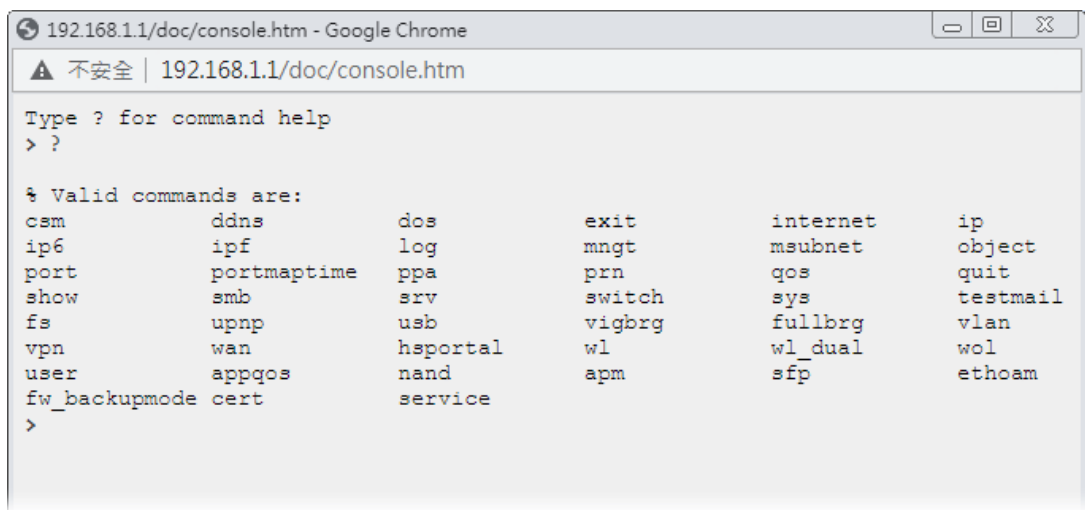 192.168.1.1/doc/console.htm - Google Chrome
不安全 | 192.168.1.1/doc/console.htm
Type ? for command help
> ?
% Valid commands are:
csm ddns dos exit internet ip
ip6 ipf log mngt msubnet object
port portmaptime ppa prn qos quit
show smb srv switch sys testmail
fs upnp usb vigbrg fullbrg vlan
vpn wan hsportal wl wl_dual wol
user appqos nand apm sfp ethoam
fw_backupmode cert service
>